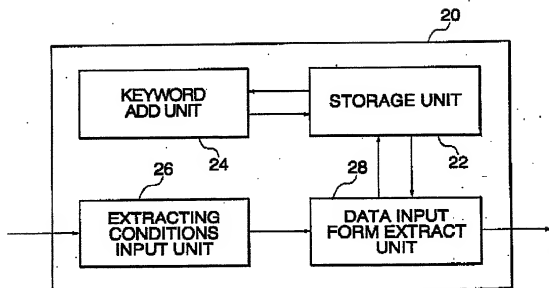 20
KEYWORD
ADD UNIT
STORAGE UNIT
24
22
26
28
EXTRACTING
CONDITIONS
INPUT UNIT
DATA INPUT
FORM EXTRACT
UNIT